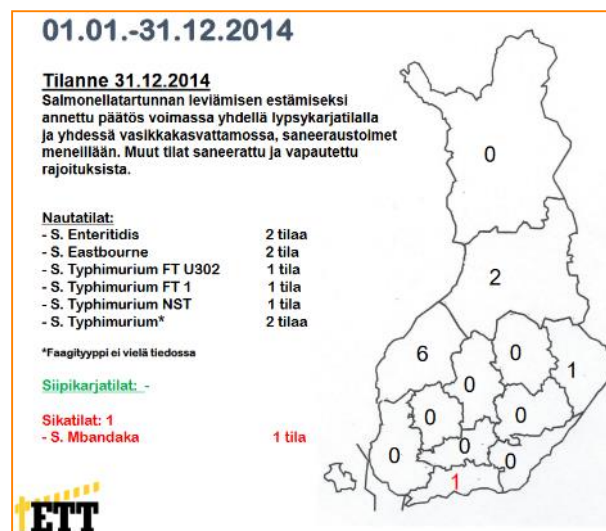 01.01.-31.12.2014
Tilanne 31.12.2014
Salmonellatartunnan leviämisen estämiseksi
annettu päätös voimassa yhdellä lypsykarjatilalla
ja yhdessä vasikkakasvattamossa, saneeraustoimet
meneillään. Muut tilat saneerattu ja vapautettu
rajoituksista.
Nautatilat:
- S. Enteritidis 2 tilaa
- S. Eastbourne 2 tila
- S. Typhimurium FT U302 1 tila
- S. Typhimurium FT 1 1 tila
- S. Typhimurium NST 1 tila
- S. Typhimurium* 2 tilaa
*Faagityyppi ei vielä tiedossa
Siipikarjatilat: -
Sikatilat: 1
- S. Mbandaka 1 tila
0
2
6
0
1
0
0
0
0
0
0
1
ETT